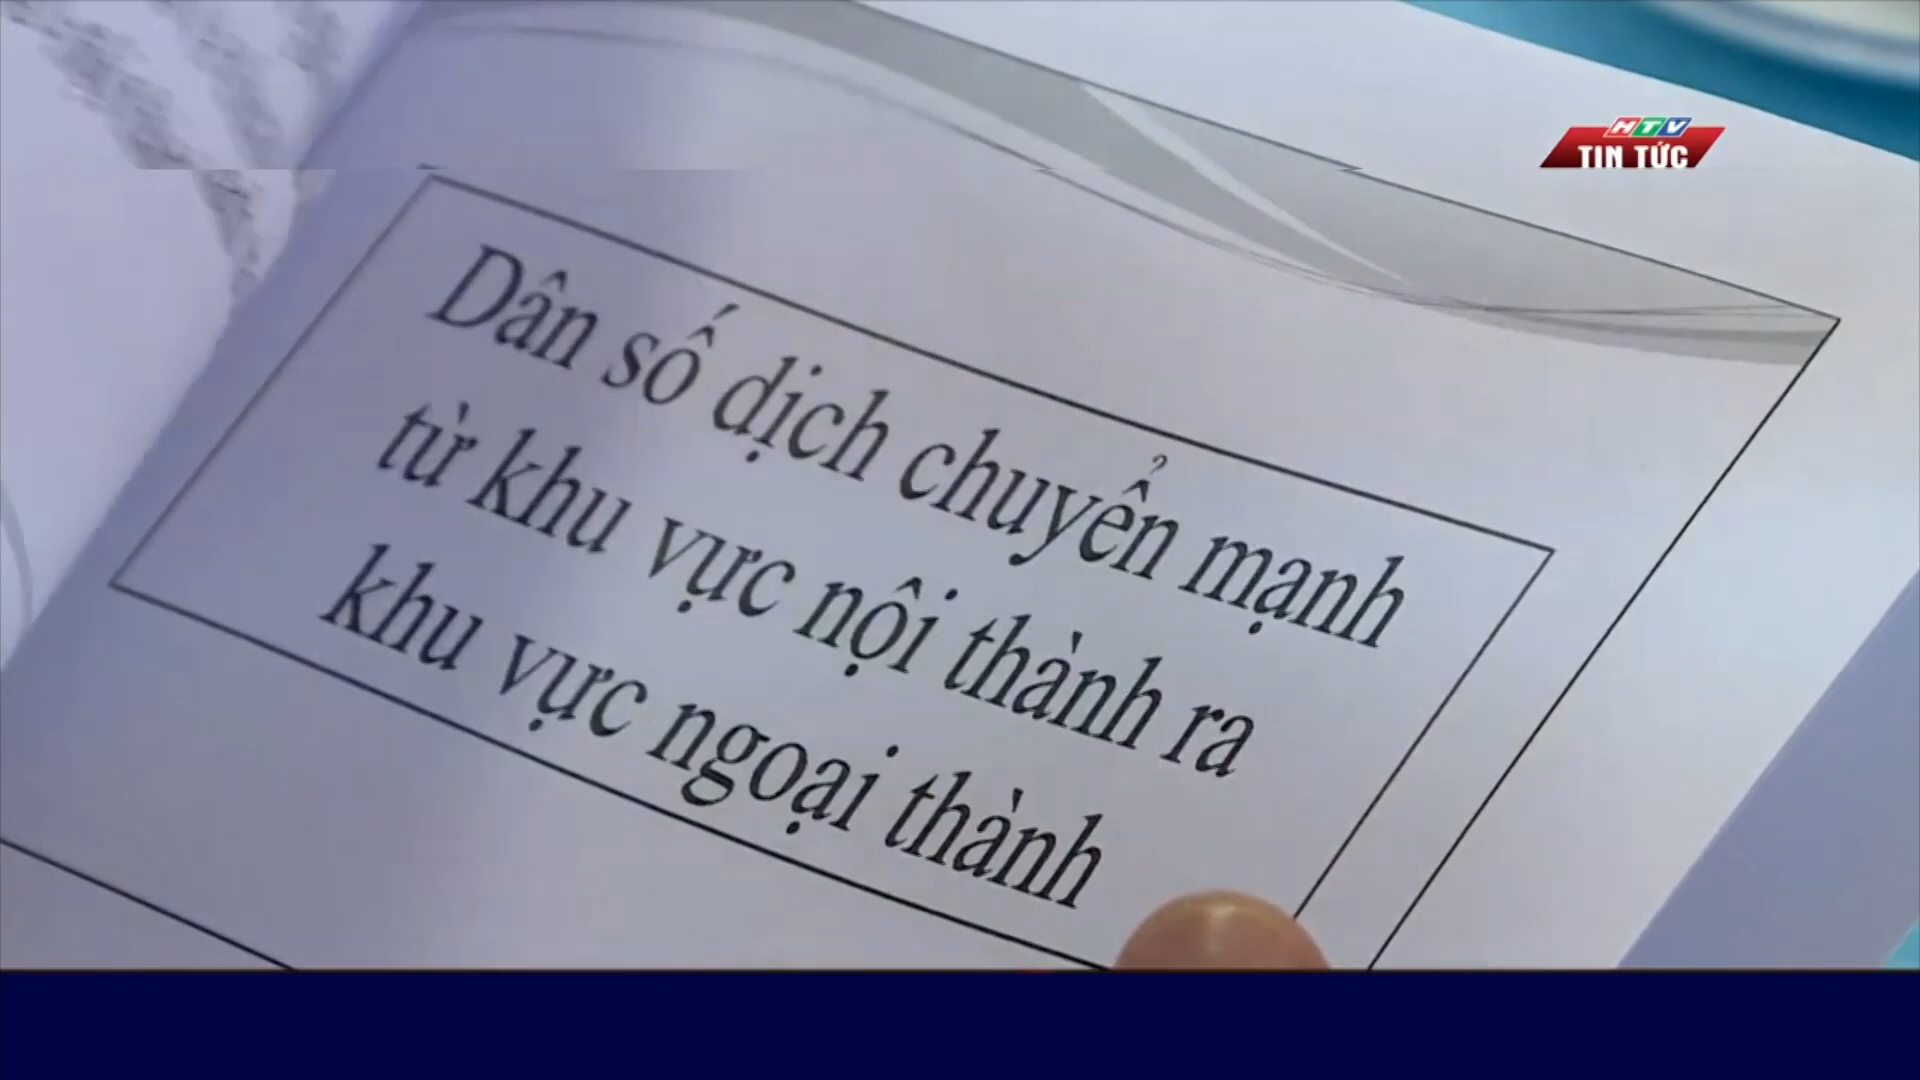 HTV
TIN TỨC
Dân số dịch chuyển mạnh
từ khu vực nội thành ra
khu vực ngoại thành